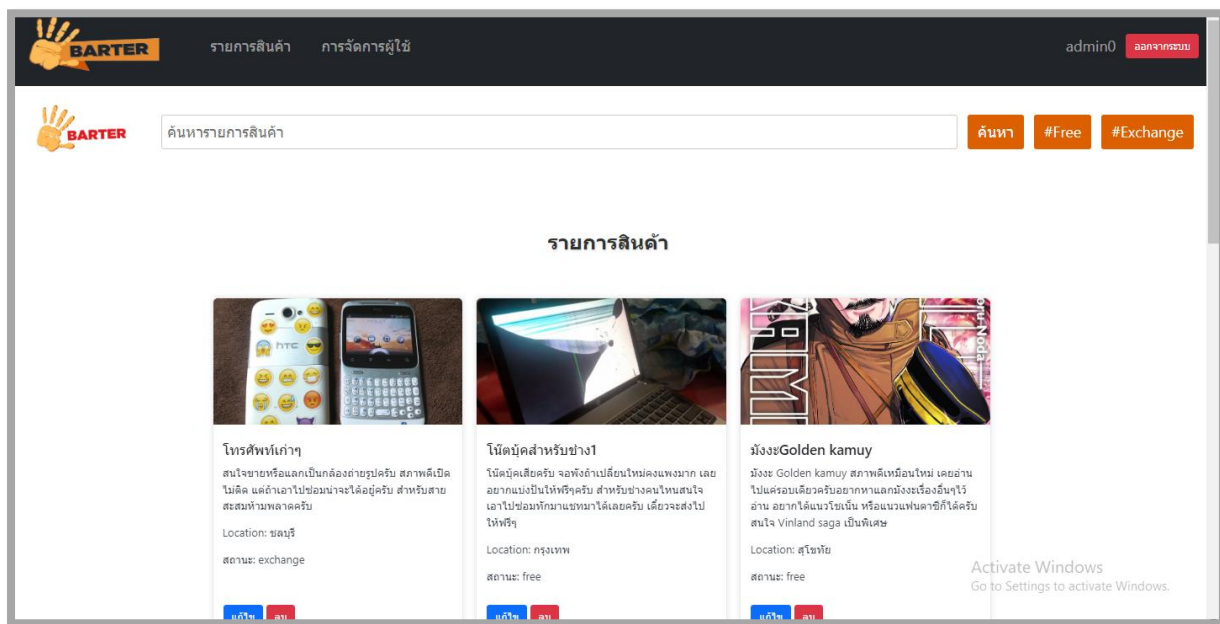 BARTER
รายการสินค้า
การจัดการผู้ใช้
admin0
ออกจากระบบ
BARTER
ค้นหารายการสินค้า
ค้นหา
#Free
#Exchange
รายการสินค้า
hTC
KAMU
oru Noda
โทรศัพท์เก่าๆ
สนใจขายหรือแลกเป็นกล้องถ่ายรูปครับ สภาพดีเปิด
ไม่ติด แต่ถ้าเอาไปซ่อมน่าจะได้อยู่ครับ สำหรับสาย
สะสมห้ามพลาดครับ
Location: ชลบุรี
สถานะ: exchange
แก้ไข
ลบ
โน๊ตบุ้คสำหรับช่าง1
โน๊ตบุ้คเสียครับ จอพังถ้าเปลี่ยนใหม่คงแพงมาก เลย
อยากแบ่งปันให้ฟรีๆครับ สำหรับช่างคนไหนสนใจ
เอาไปซ่อมทักมาแชทมาได้เลยครับ เดี๋ยวจะส่งไป
ให้ฟรีๆ
Location: กรุงเทพ
สถานะ: free
แก้ไข
ลบ
มังงะGolden kamuy
มังงะ Golden kamuy สภาพดีเหมือนใหม่ เคยอ่าน
ไปแค่รอบเดียวครับอยากหาแลกมังงะเรื่องอื่นๆไว้
อ่าน อยากได้แนวโชเน็น หรือแนวแฟนตาซีก็ได้ครับ
สนใจ Vinland saga เป็นพิเศษ
Location: สุโขทัย
สถานะ: free
แก้ไข
ลบ
Activate Windows
Go to Settings to activate Windows.